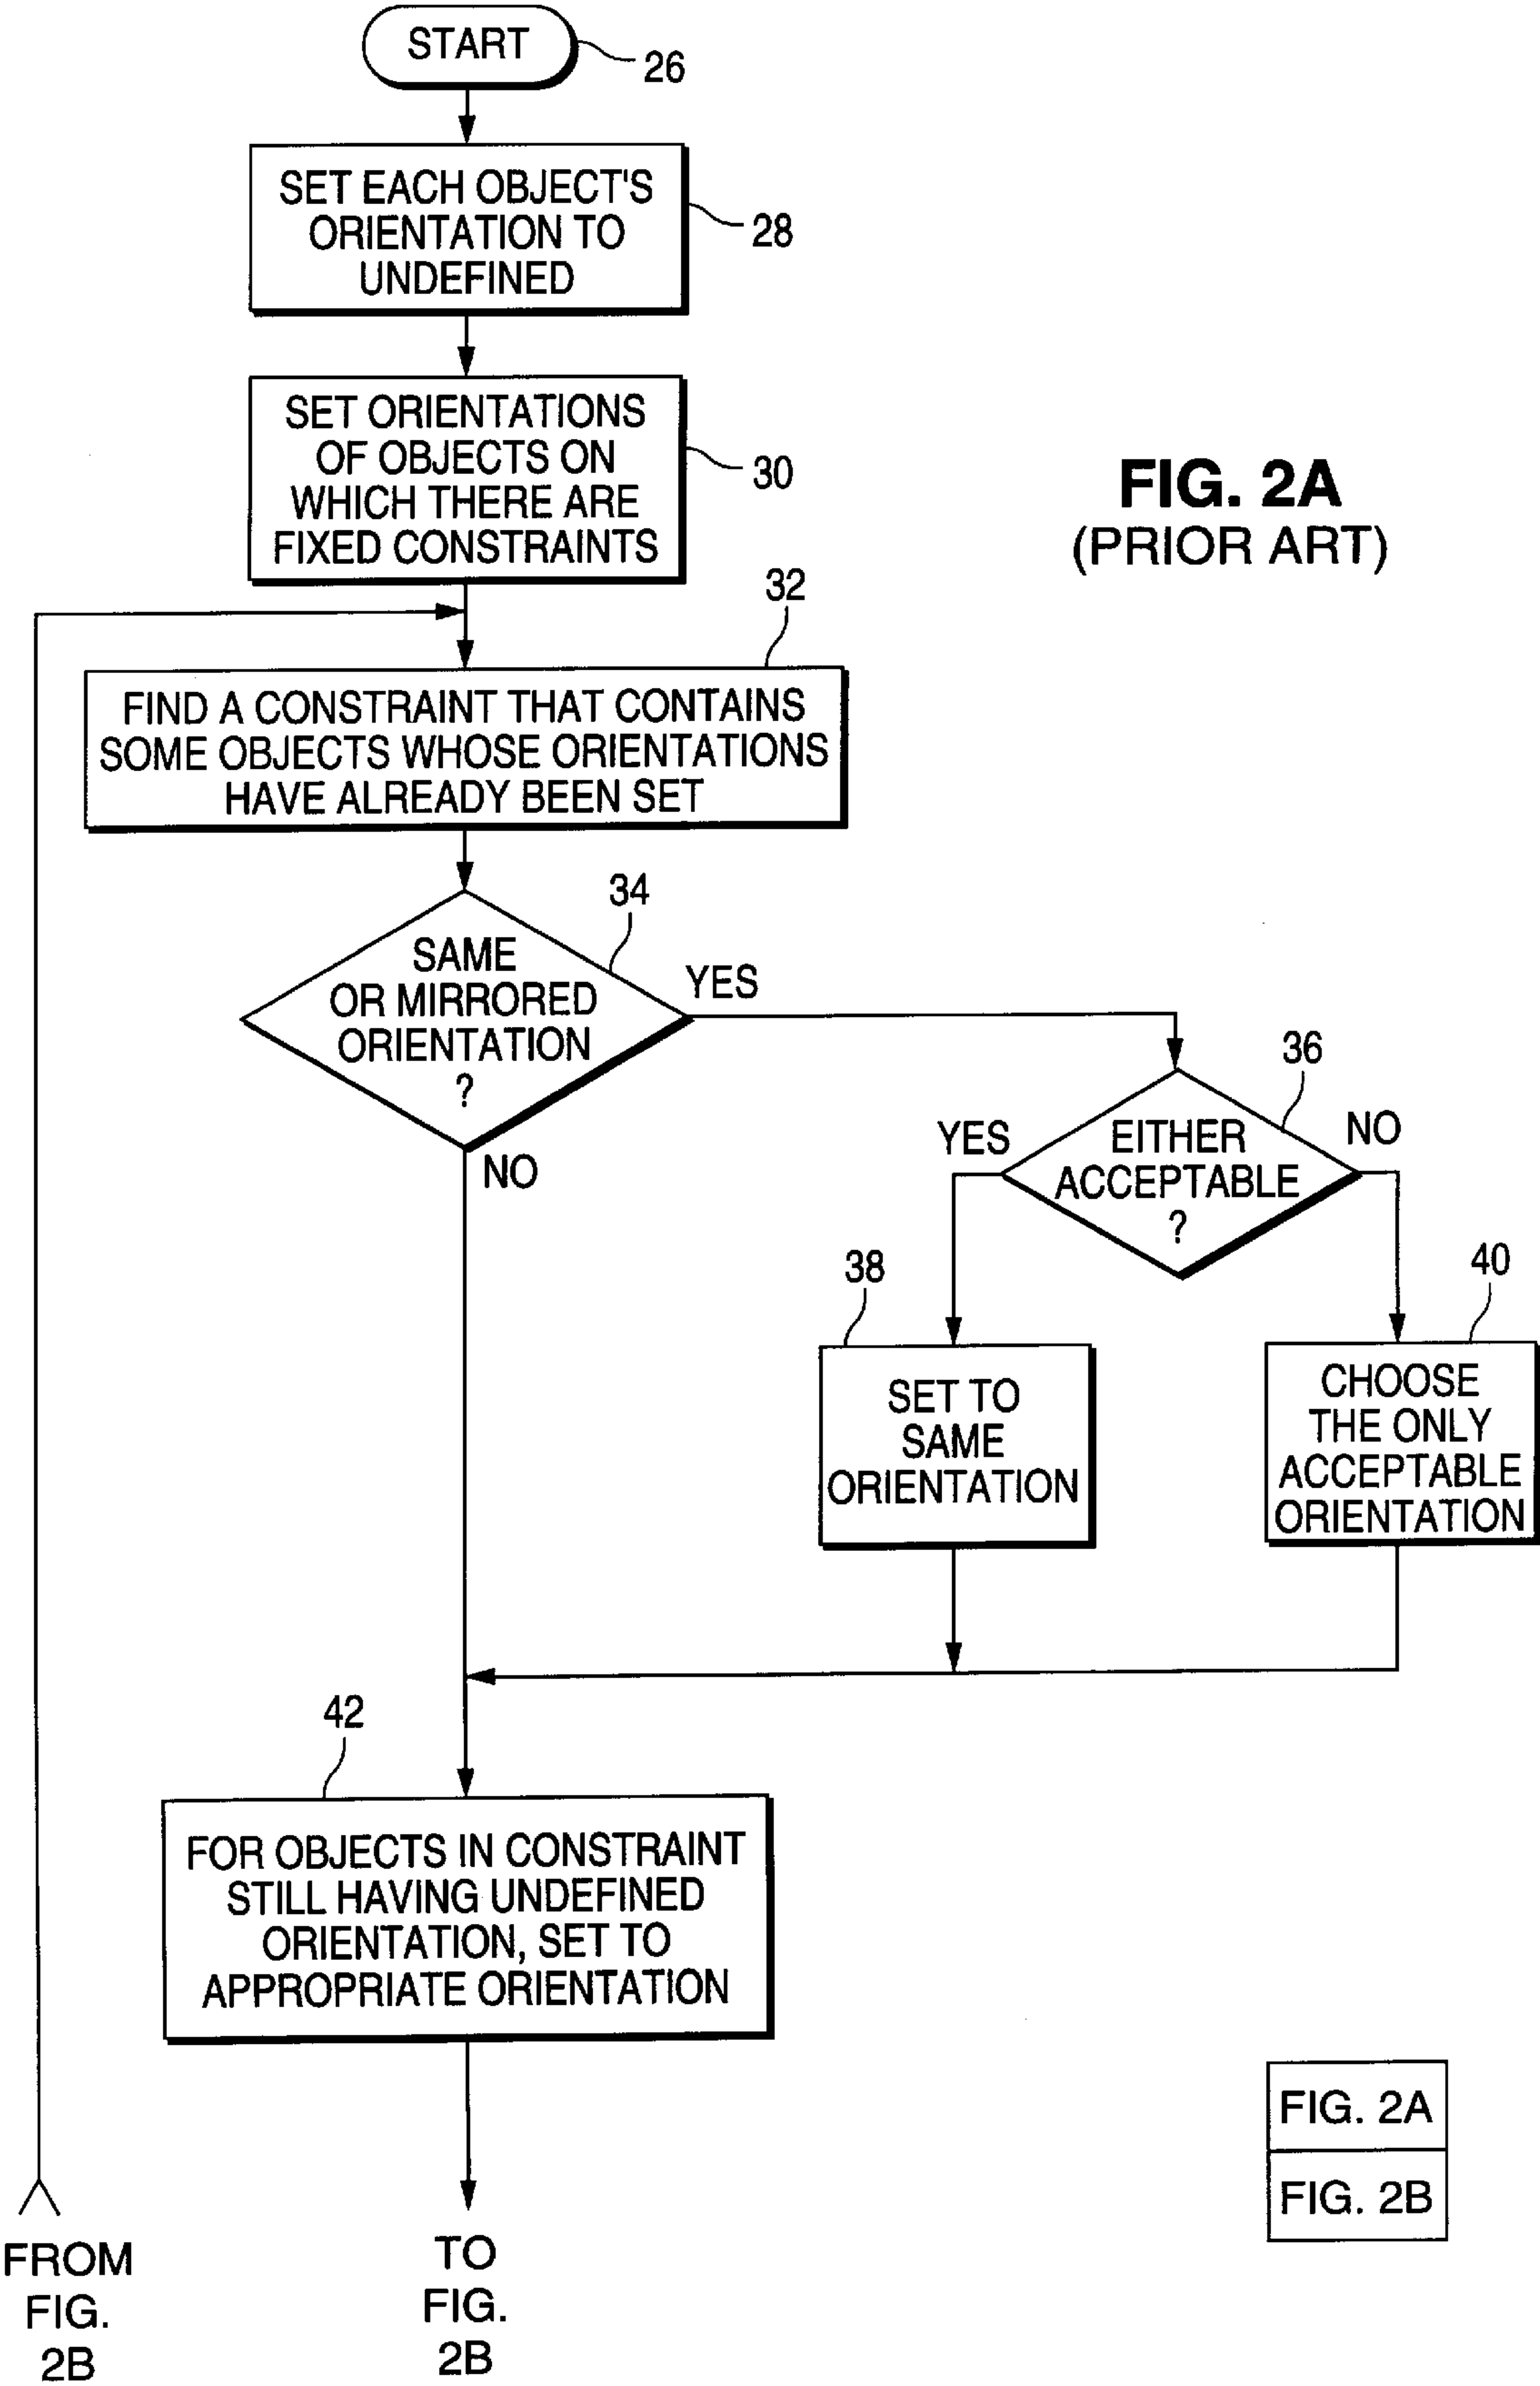 START
26
SET EACH OBJECT'S
ORIENTATION TO
UNDEFINED
28
SET ORIENTATIONS
OF OBJECTS ON
WHICH THERE ARE
FIXED CONSTRAINTS
30
FIG. 2A
(PRIOR ART)
32
FIND A CONSTRAINT THAT CONTAINS
SOME OBJECTS WHOSE ORIENTATIONS
HAVE ALREADY BEEN SET
34
SAME
OR MIRRORED
ORIENTATION
?
YES
NO
36
EITHER
ACCEPTABLE
?
YES
NO
38
SET TO
SAME
ORIENTATION
40
CHOOSE
THE ONLY
ACCEPTABLE
ORIENTATION
42
FOR OBJECTS IN CONSTRAINT
STILL HAVING UNDEFINED
ORIENTATION, SET TO
APPROPRIATE ORIENTATION
FROM
FIG.
2B
TO
FIG.
2B
FIG. 2A
FIG. 2B